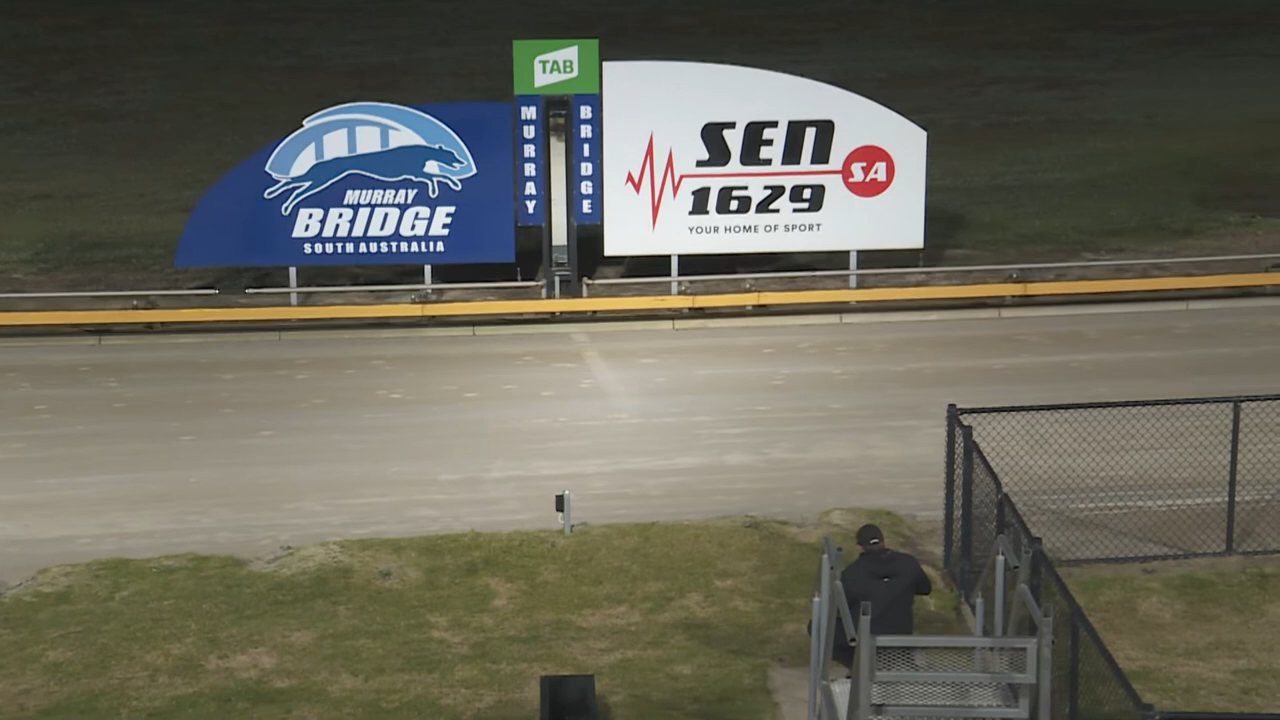 TAB
MURRAY
BRIDGE
MURRAY
BRIDGE
SOUTH AUSTRALIA
SEN
SA
1629
YOUR HOME OF SPORT